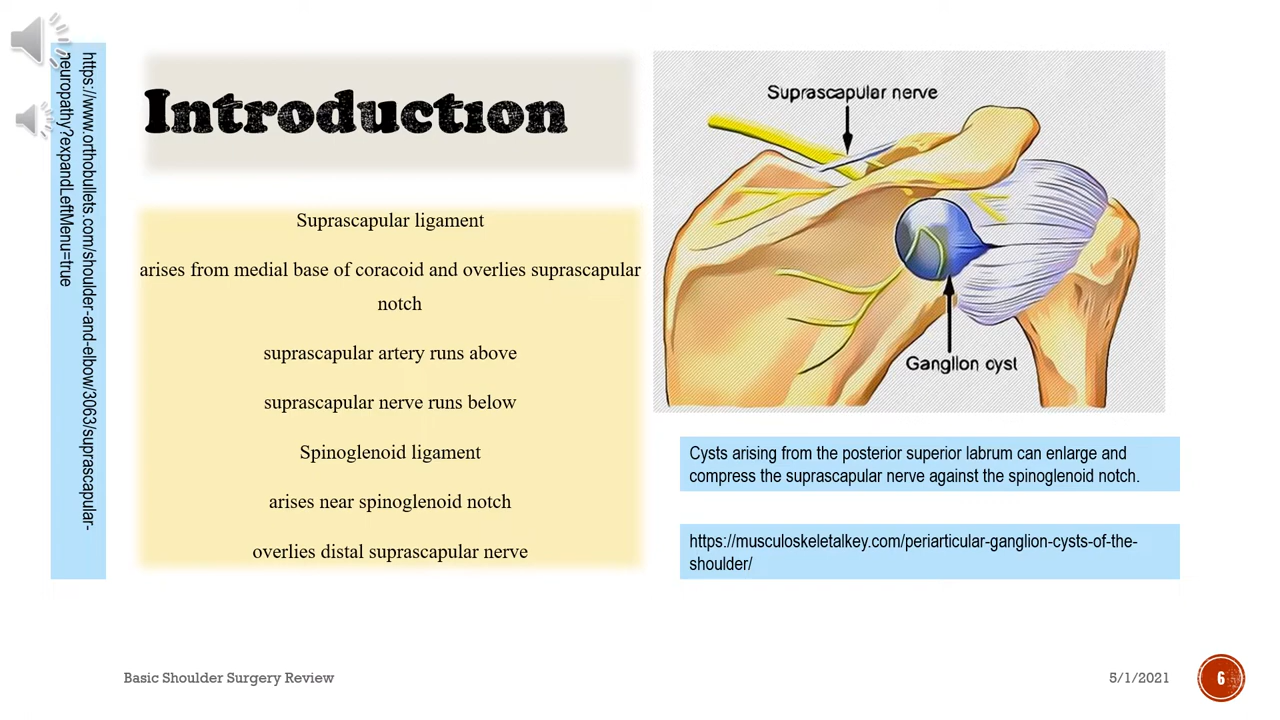 https://www.orthobullets.com/shoulder-and-elbow/3063/suprascapular-
neuropathy?expandLeftMenu=true
Introduction
Suprascapular ligament
arises from medial base of coracoid and overlies suprascapular
notch
suprascapular artery runs above
suprascapular nerve runs below
Spinoglenoid ligament
arises near spinoglenoid notch
overlies distal suprascapular nerve
Suprascapular nerve
Ganglion cyst
Cysts arising from the posterior superior labrum can enlarge and
compress the suprascapular nerve against the spinoglenoid notch.
https://musculoskeletalkey.com/periarticular-ganglion-cysts-of-the-
shoulder/
Basic Shoulder Surgery Review
5/1/2021
6